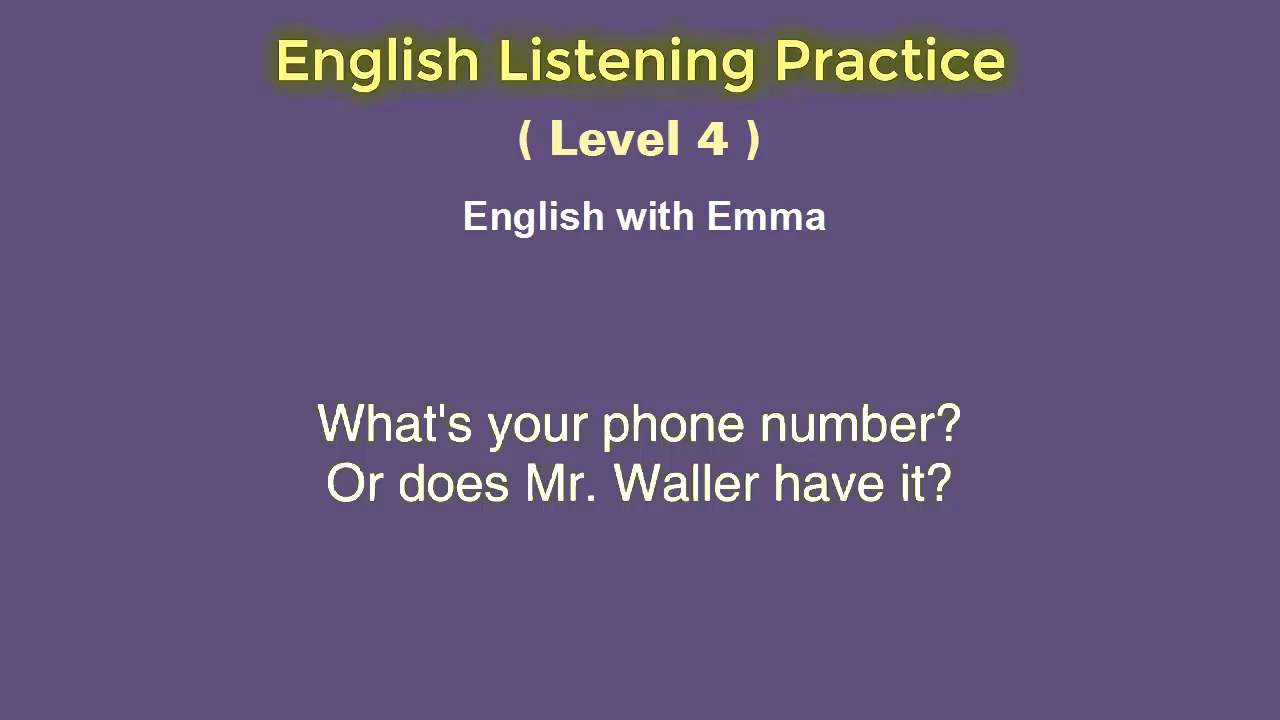 English Listening Practice
( Level 4 )
English with Emma
What's your phone number?
Or does Mr. Waller have it?